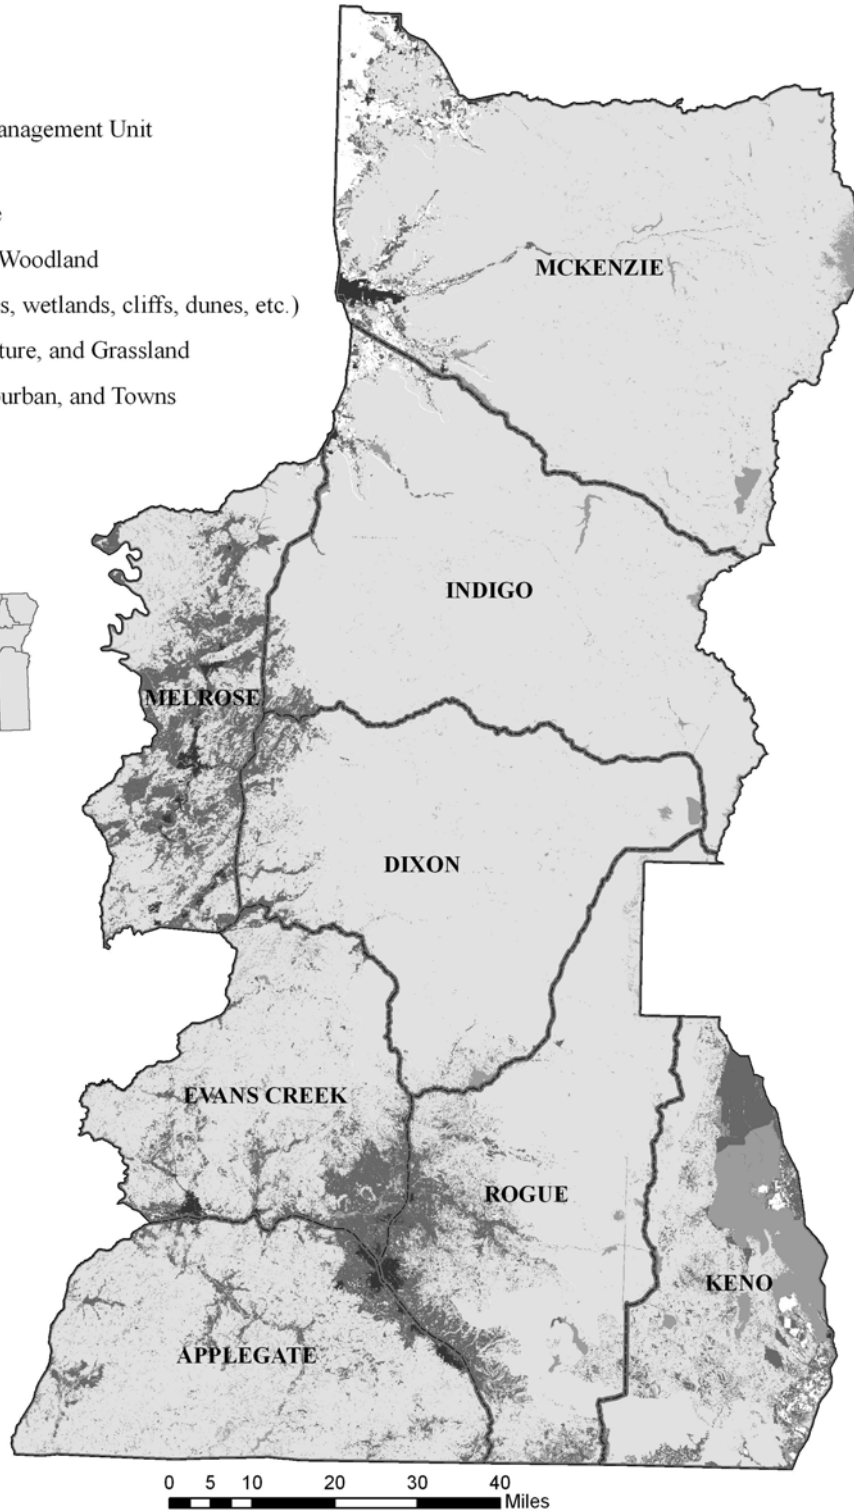 anagement Unit
e
Woodland
s, wetlands, cliffs, dunes, etc.)
ture, and Grassland
urban, and Towns
MCKENZIE
INDIGO
MELROSE
DIXON
EVANS CREEK
ROGUE
KENO
APPLEGATE
0 5 10 20 30 40
Miles